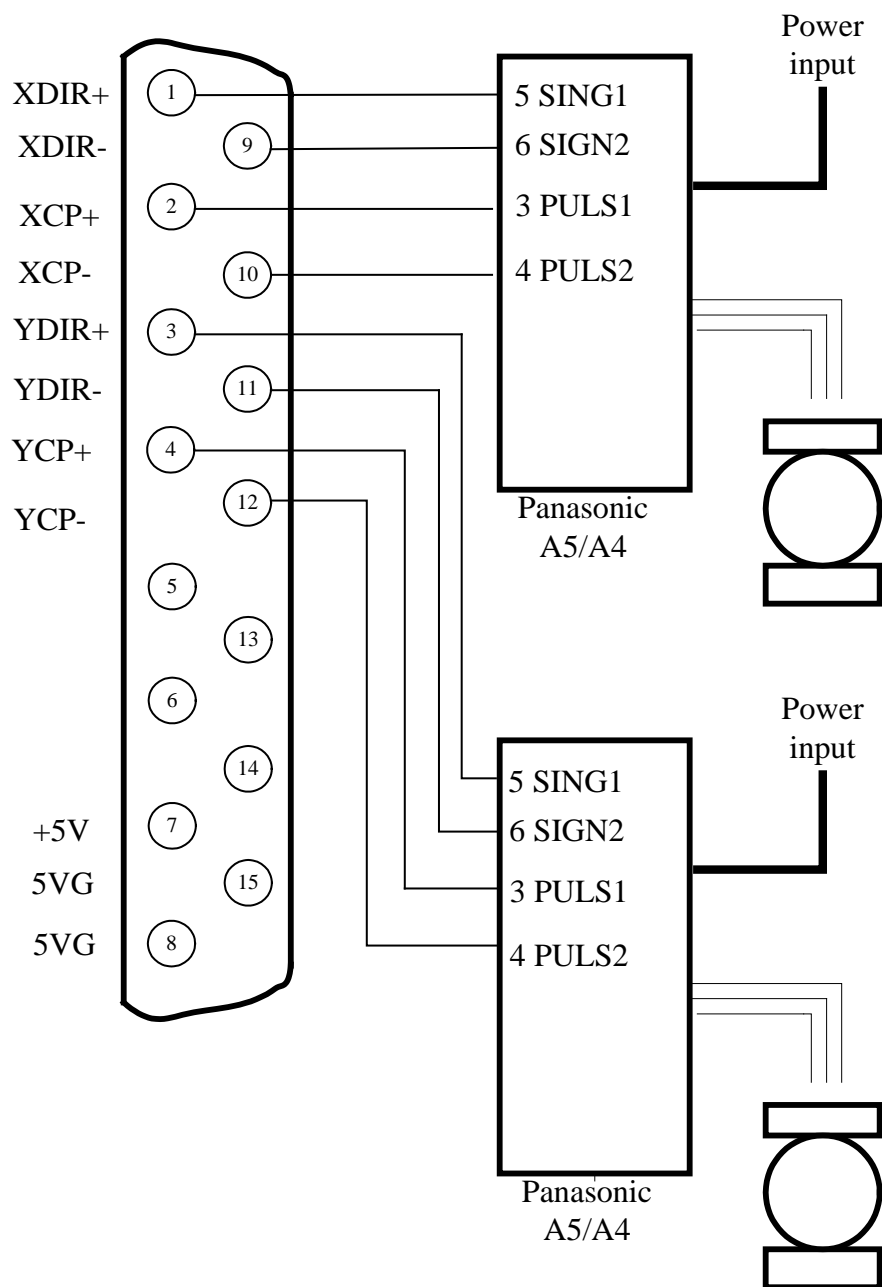 Power
input
XDIR+
1
5 SING1
XDIR-
9
6 SIGN2
XCP+
2
3 PULS1
XCP-
10
4 PULS2
YDIR+
3
YDIR-
11
YCP+
4
YCP-
12
Panasonic
A5/A4
5
13
6
Power
input
14
5 SING1
+5V
7
6 SIGN2
5VG
15
3 PULS1
5VG
8
4 PULS2
Panasonic
A5/A4